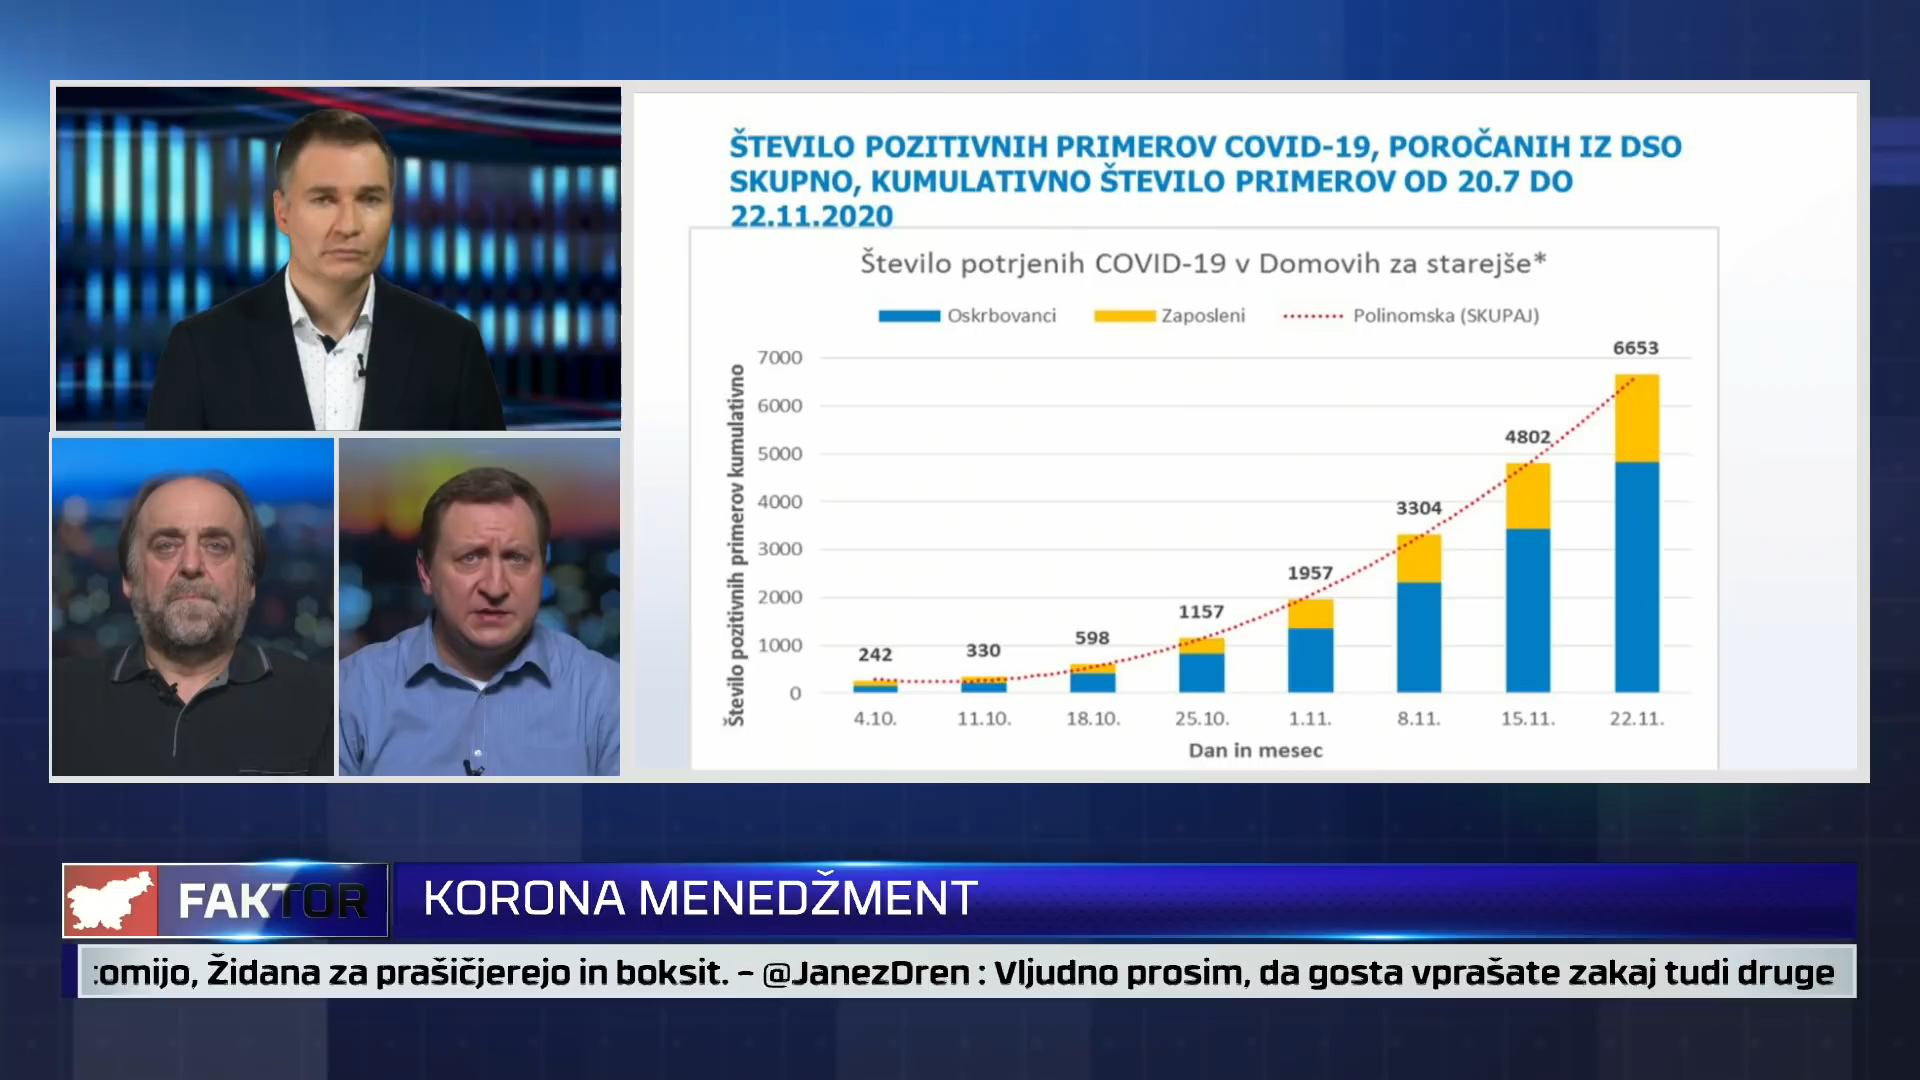 ŠTEVILO POZITIVNIH PRIMEROV COVID-19, POROČANIH IZ DSO
SKUPNO, KUMULATIVNO ŠTEVILO PRIMEROV OD 20.7 DO
22.11.2020
Število potrjenih COVID-19 v Domovih za starejše*
Oskrbovanci Zaposleni Polinomska (SKUPAJ)
Število pozitivnih primerov kumulativno
7000
6000
5000
4000
3000
2000
1000
0
242 330 598 1157 1957 3304 4802 6653
4.10. 11.10. 18.10. 25.10. 1.11. 8.11. 15.11. 22.11.
Dan in mesec
FAKTOR
KORONA MENEDŽMENT
omijo, Židana za prašičjerejo in boksit. – @JanezDren : Vljudno prosim, da gosta vprašate zakaj tudi druge